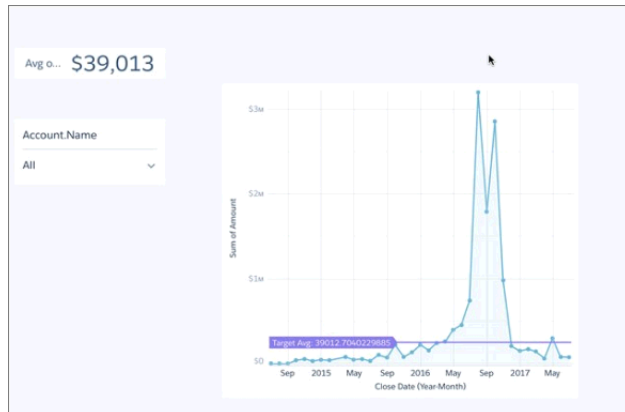 Avg o... $39,013
Account.Name
All
$3M
$2M
Sum of Amount
$1M
Target Avg: 39012.7040229885
$0
Sep 2015 May Sep 2016 May Sep 2017 May
Close Date (Year-Month)